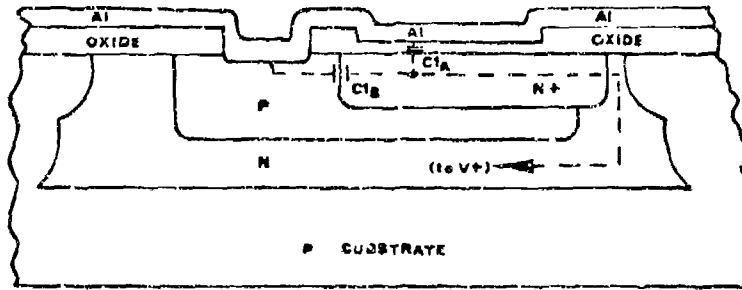 Al Al
OXIDE Al OXIDE
C1A
C1B N+
P
N (to V+)
P SUBSTRATE